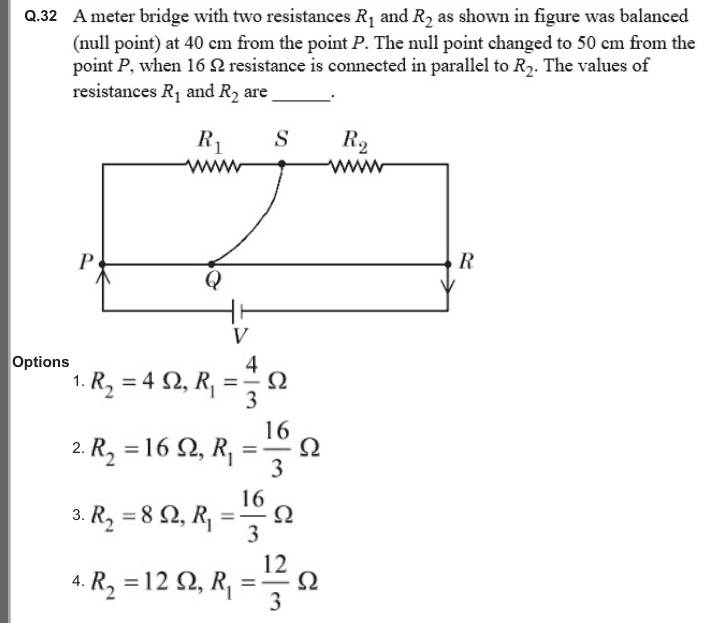 Q.32 A meter bridge with two resistances R₁ and R₂ as shown in figure was balanced
(null point) at 40 cm from the point P. The null point changed to 50 cm from the
point P, when 16 Ω resistance is connected in parallel to R₂. The values of
resistances R₁ and R₂ are ______.
R₁ S R₂
P Q R
V
Options
1. R₂ = 4 Ω, R₁ = 4/3 Ω
2. R₂ = 16 Ω, R₁ = 16/3 Ω
3. R₂ = 8 Ω, R₁ = 16/3 Ω
4. R₂ = 12 Ω, R₁ = 12/3 Ω